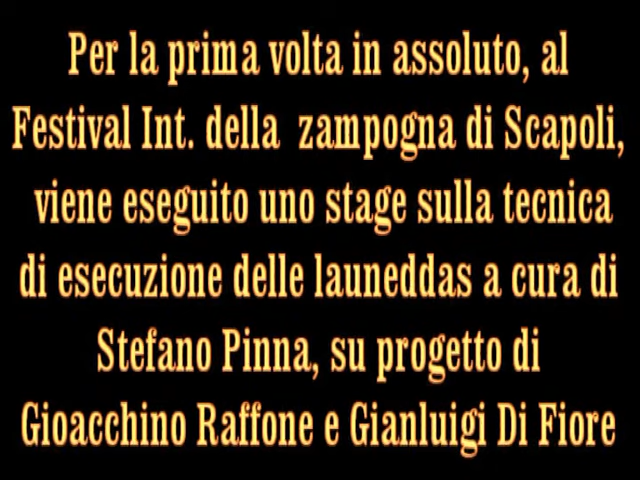 Per la prima volta in assoluto, al
Festival Int. della zampogna di Scapoli,
viene eseguito uno stage sulla tecnica
di esecuzione delle launeddas a cura di
Stefano Pinna, su progetto di
Gioacchino Raffone e Gianluigi Di Fiore